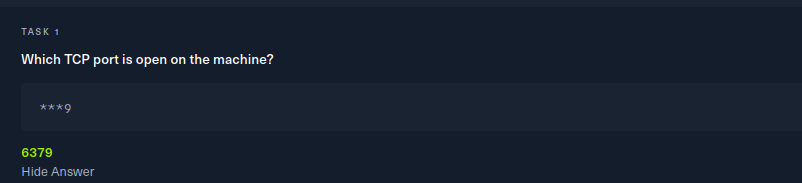 TASK 1
Which TCP port is open on the machine?
***9
6379
Hide Answer